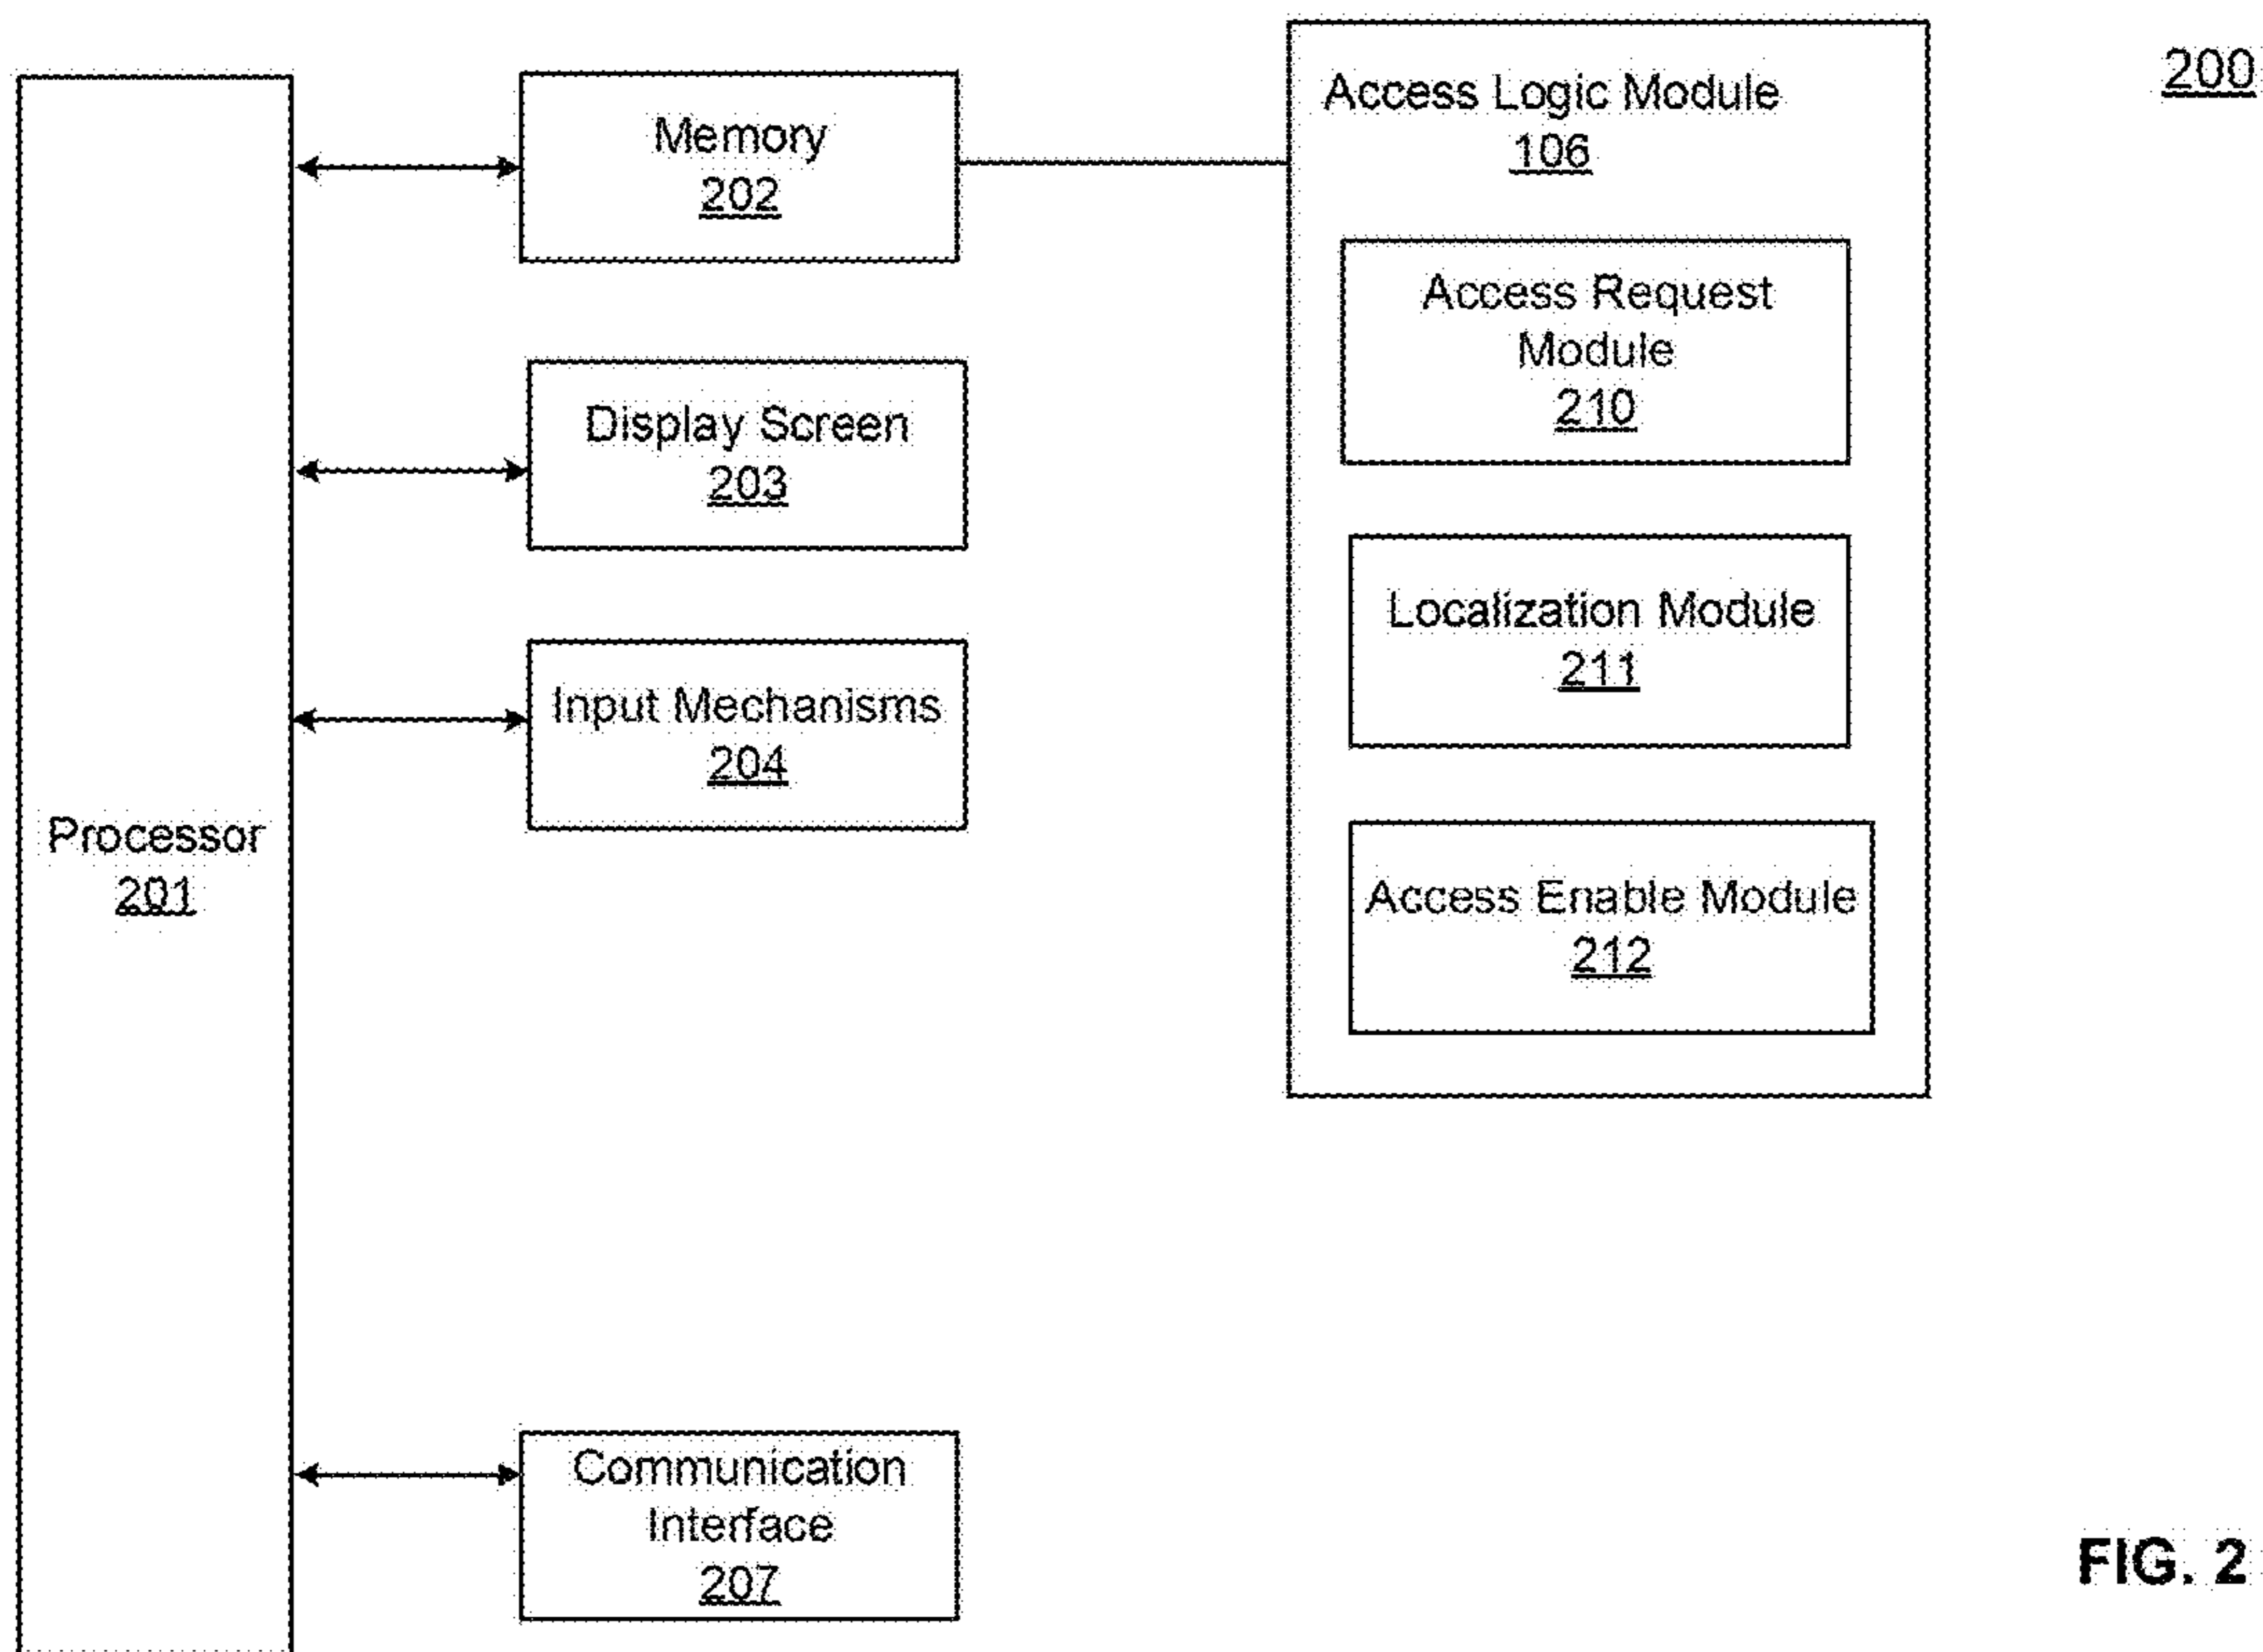 200
Processor
201
Memory
202
Display Screen
203
Input Mechanisms
204
Communication
Interface
207
Access Logic Module
106
Access Request
Module
210
Localization Module
211
Access Enable Module
212
FIG. 2